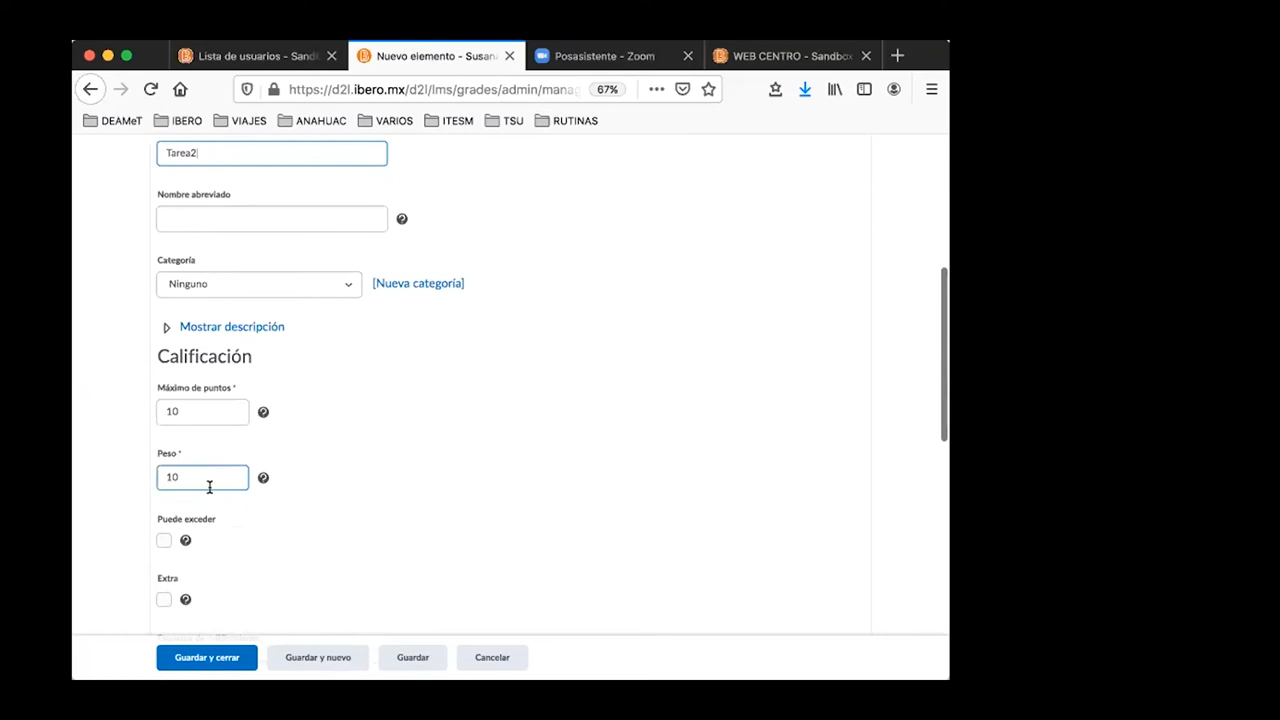 Lista de usuarios - Sandl
Nuevo elemento - Susan
Posasistente - Zoom
WEB CENTRO - Sandbox
https://d2l.ibero.mx/d2l/lms/grades/admin/manag
67%
DEAMeT
IBERO
VIAJES
ANAHUAC
VARIOS
ITESM
TSU
RUTINAS
Tarea2
Nombre abreviado
Categoría
Ninguno
[Nueva categoría]
Mostrar descripción
Calificación
Máximo de puntos *
10
Peso *
10
Puede exceder
Extra
Guardar y cerrar
Guardar y nuevo
Guardar
Cancelar